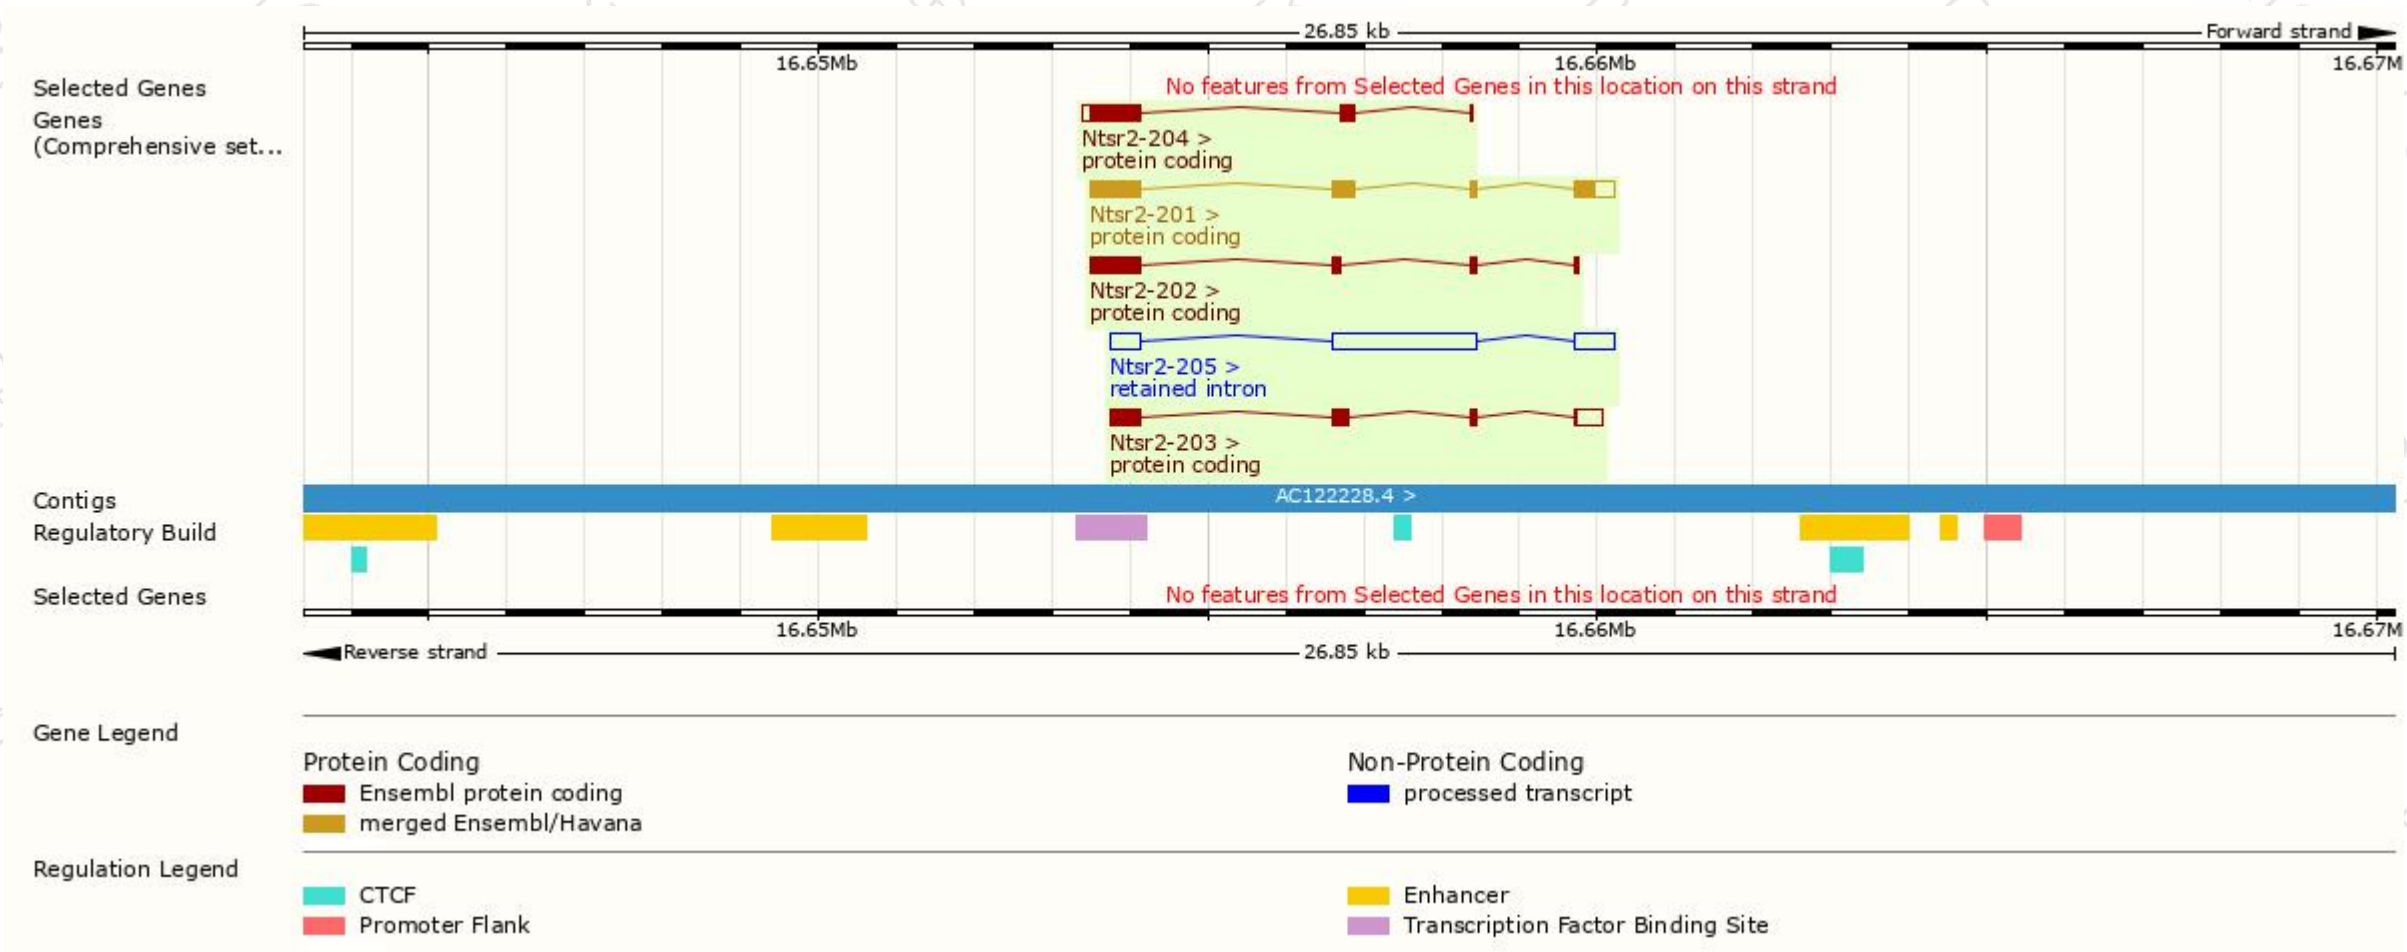 26.85 kb
Forward strand
16.65Mb 16.66Mb 16.67M
Selected Genes No features from Selected Genes in this location on this strand
Genes
(Comprehensive set...
Ntsr2-204 >
protein coding
Ntsr2-201 >
protein coding
Ntsr2-202 >
protein coding
Ntsr2-205 >
retained intron
Ntsr2-203 >
protein coding
Contigs AC122228.4 >
Regulatory Build
Selected Genes No features from Selected Genes in this location on this strand
16.65Mb 16.66Mb 16.67M
Reverse strand 26.85 kb
Gene Legend
Protein Coding
Ensembl protein coding
merged Ensembl/Havana
Non-Protein Coding
processed transcript
Regulation Legend
CTCF
Promoter Flank
Enhancer
Transcription Factor Binding Site